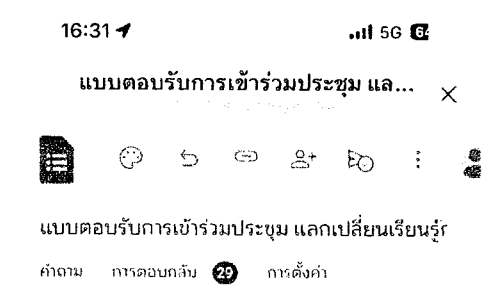 16:31 5G 64
แบบตอบรับการเข้าร่วมประชุม แล...
แบบตอบรับการเข้าร่วมประชุม แลกเปลี่ยนเรียนรู้
คำถาม การตอบกลับ 29 การตั้งค่า